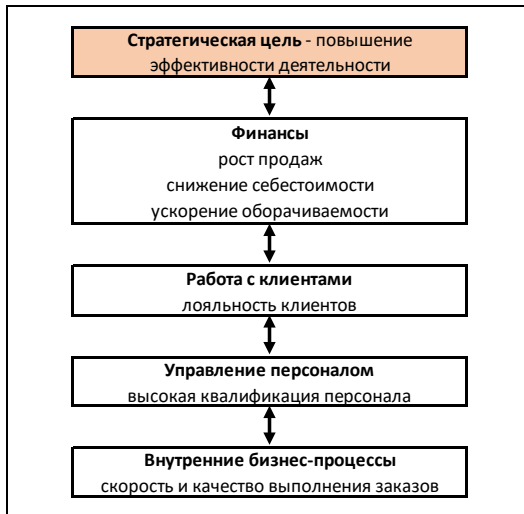 Стратегическая цель - повышение
эффективности деятельности
Финансы
рост продаж
снижение себестоимости
ускорение оборачиваемости
Работа с клиентами
лояльность клиентов
Управление персоналом
высокая квалификация персонала
Внутренние бизнес-процессы
скорость и качество выполнения заказов